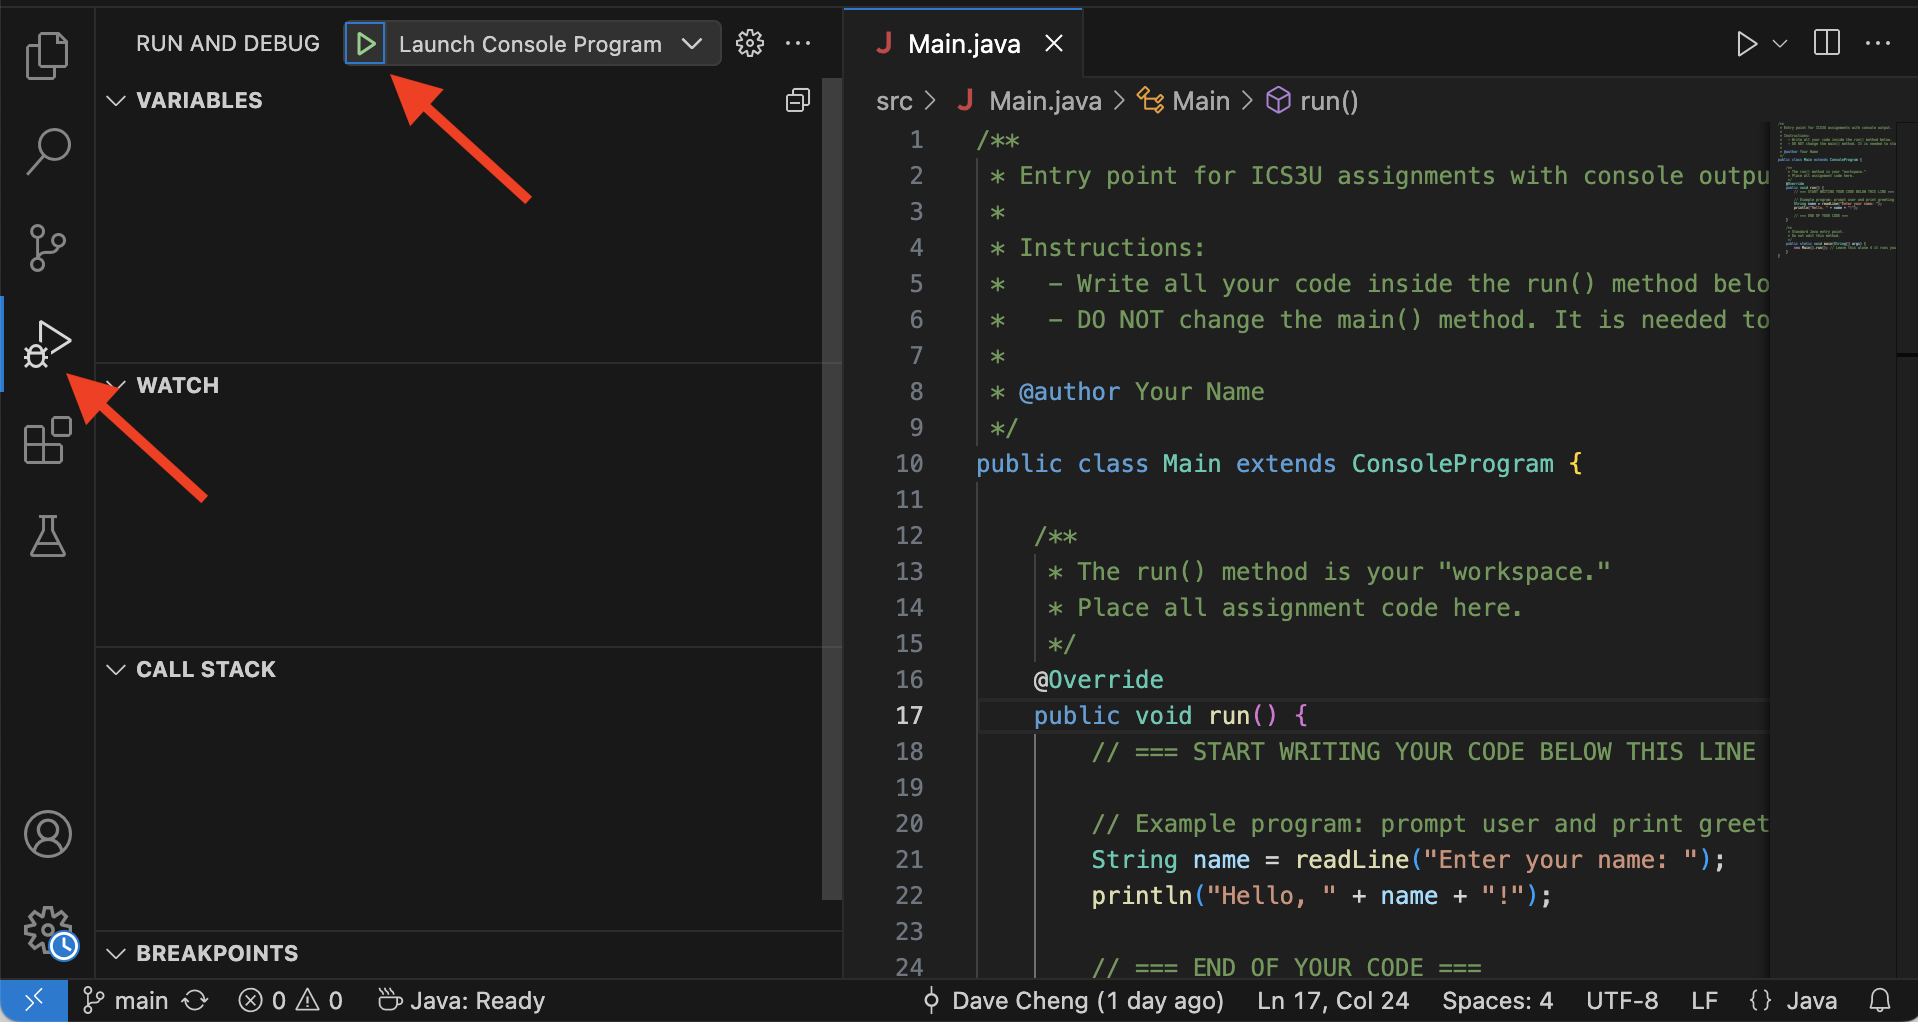 RUN AND DEBUG
Launch Console Program
VARIABLES
WATCH
CALL STACK
BREAKPOINTS
Main.java
src > Main.java > Main > run()
1 /**
2 * Entry point for ICS3U assignments with console outpu
3 *
4 * Instructions:
5 *   - Write all your code inside the run() method belo
6 *   - DO NOT change the main() method. It is needed to
7 *
8 * @author Your Name
9 */
10 public class Main extends ConsoleProgram {
11
12 /**
13 * The run() method is your "workspace."
14 * Place all assignment code here.
15 */
16 @Override
17 public void run() {
18 // === START WRITING YOUR CODE BELOW THIS LINE
19
20 // Example program: prompt user and print greet
21 String name = readLine("Enter your name: ");
22 println("Hello, " + name + "!");
23
24 // === END OF YOUR CODE ===
main 0 0 Java: Ready Dave Cheng (1 day ago) Ln 17, Col 24 Spaces: 4 UTF-8 LF {} Java